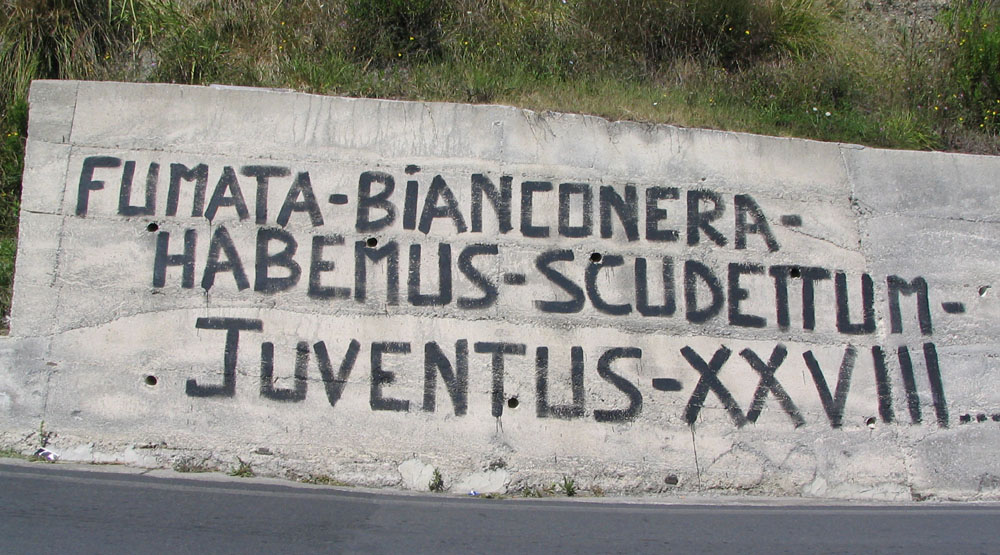 FUMATA-BiANCONERA-
HABEMUS-SCUDETTUM-
JUVENTUS-XXVIII....